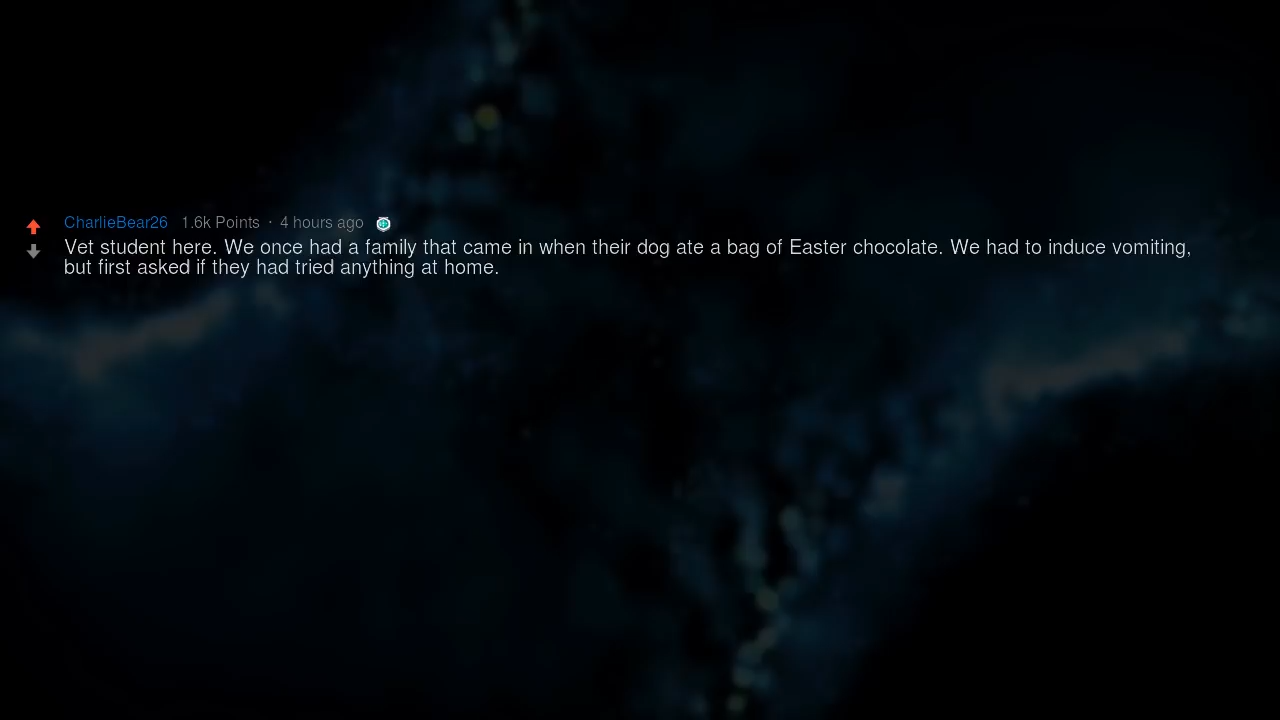 CharlieBear26 1.6k Points · 4 hours ago
Vet student here. We once had a family that came in when their dog ate a bag of Easter chocolate. We had to induce vomiting,
but first asked if they had tried anything at home.